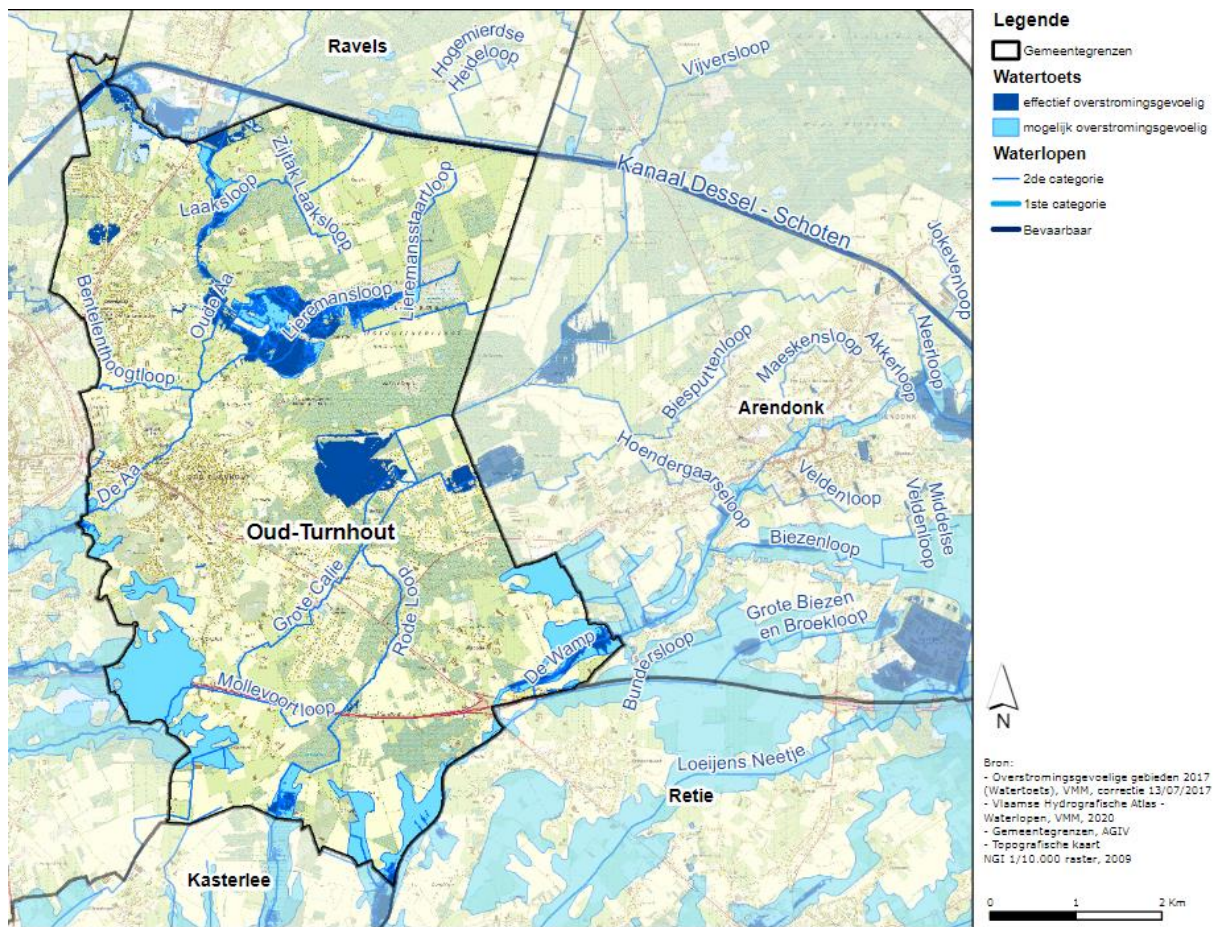 Ravels
Hogemierdse
Heideloop
Vijversloop
Kanaal Dessel - Schoten
Jokevenloop
Zijtak Laaksloop
Laaksloop
Lieremansstaartloop
Lieremansloop
Oude Aa
Bentelenthoogtloop
De Aa
Biesputtenloop
Maeskensloop
Akkerloop
Neerloop
Arendonk
Hoendergaarseloop
Veldenloop
Middelse
Veldenloop
Biezenloop
Oud-Turnhout
Grote Calie
Rode Loop
Grote Biezen
en Broekloop
De Wamp
Bundersloop
Mollevoortloop
Loeijens Neetje
Retie
Kasterlee
Legende
Gemeentegrenzen
Watertoets
effectief overstromingsgevoelig
mogelijk overstromingsgevoelig
Waterlopen
2de categorie
1ste categorie
Bevaarbaar
N
Bron:
- Overstromingsgevoelige gebieden 2017
(Watertoets), VMM, correctie 13/07/2017
- Vlaamse Hydrografische Atlas -
Waterlopen, VMM, 2020
- Gemeentegrenzen, AGIV
- Topografische kaart
NGI 1/10.000 raster, 2009
0 1 2 Km